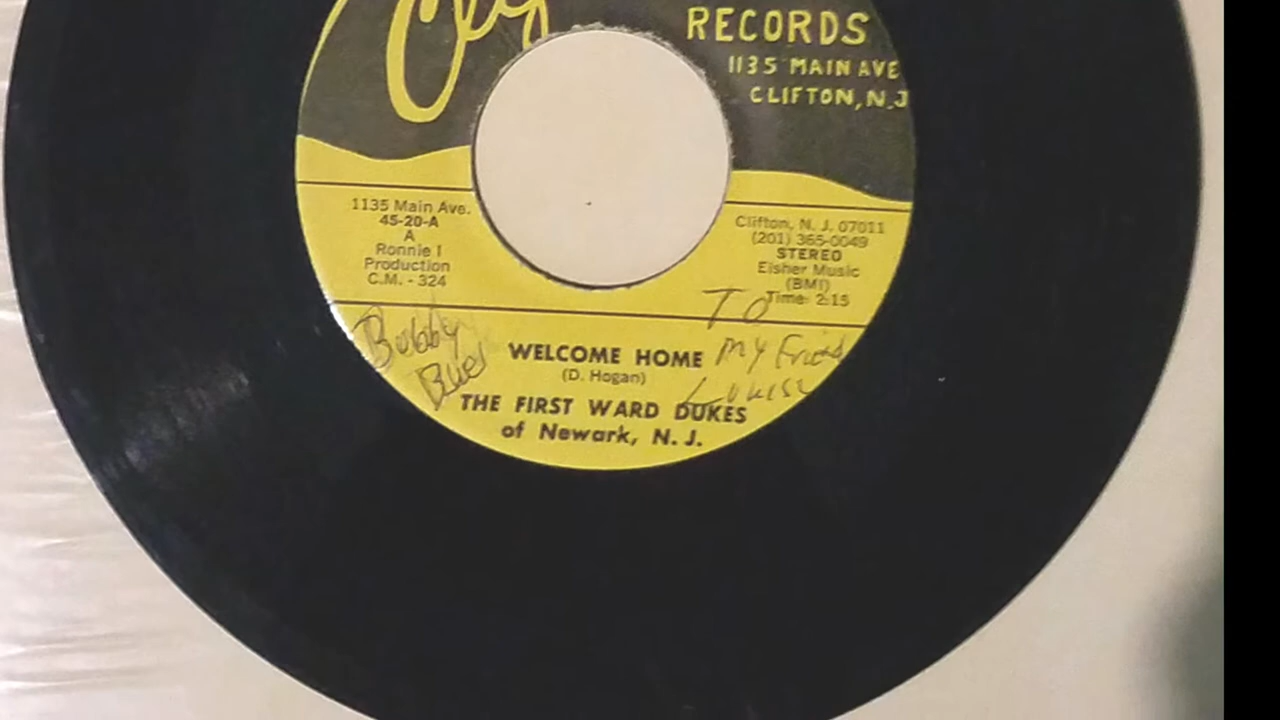 RECORDS
1135 MAIN AVE
CLIFTON, N.J
1135 Main Ave.
45-20-A
A
Ronnie I
Production
C.M. - 324
Clifton, N. J. 07011
(201) 365-0049
STEREO
Eisher Music
(BMI)
Time: 2:15
TO
My Friend
Louise
Bobby
WELCOME HOME
(D. Hogan)
THE FIRST WARD DUKES
of Newark, N. J.